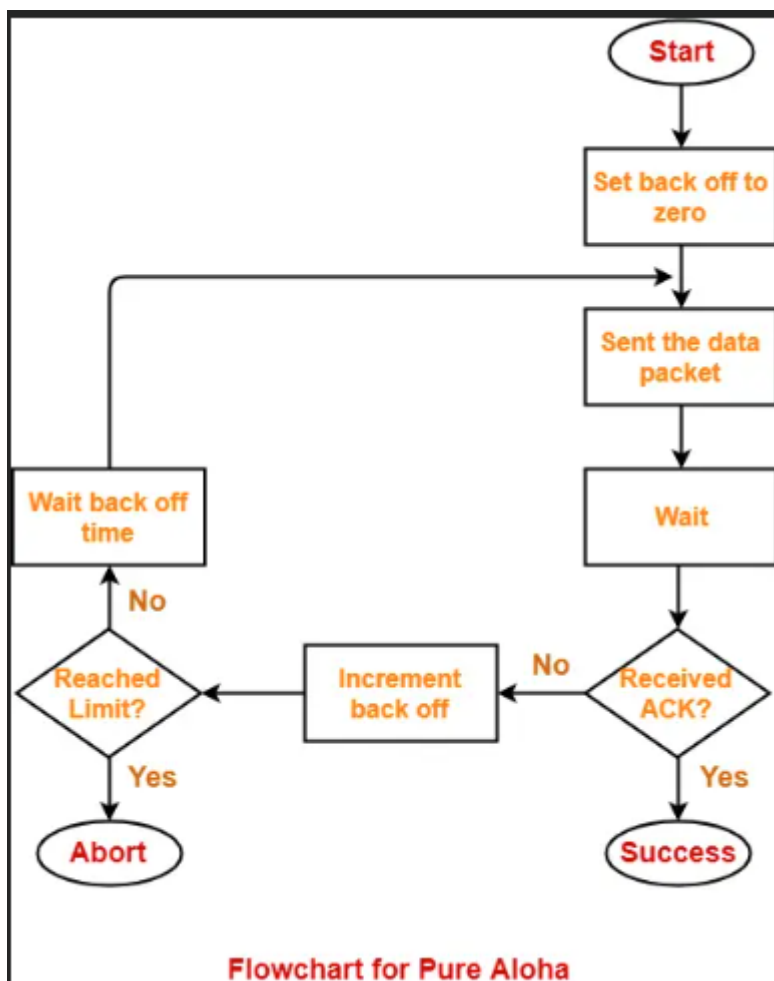 Start
Set back off to
zero
Sent the data
packet
Wait
Received
ACK?
Yes
Success
No
Increment
back off
Reached
Limit?
Yes
Abort
No
Wait back off
time
Flowchart for Pure Aloha